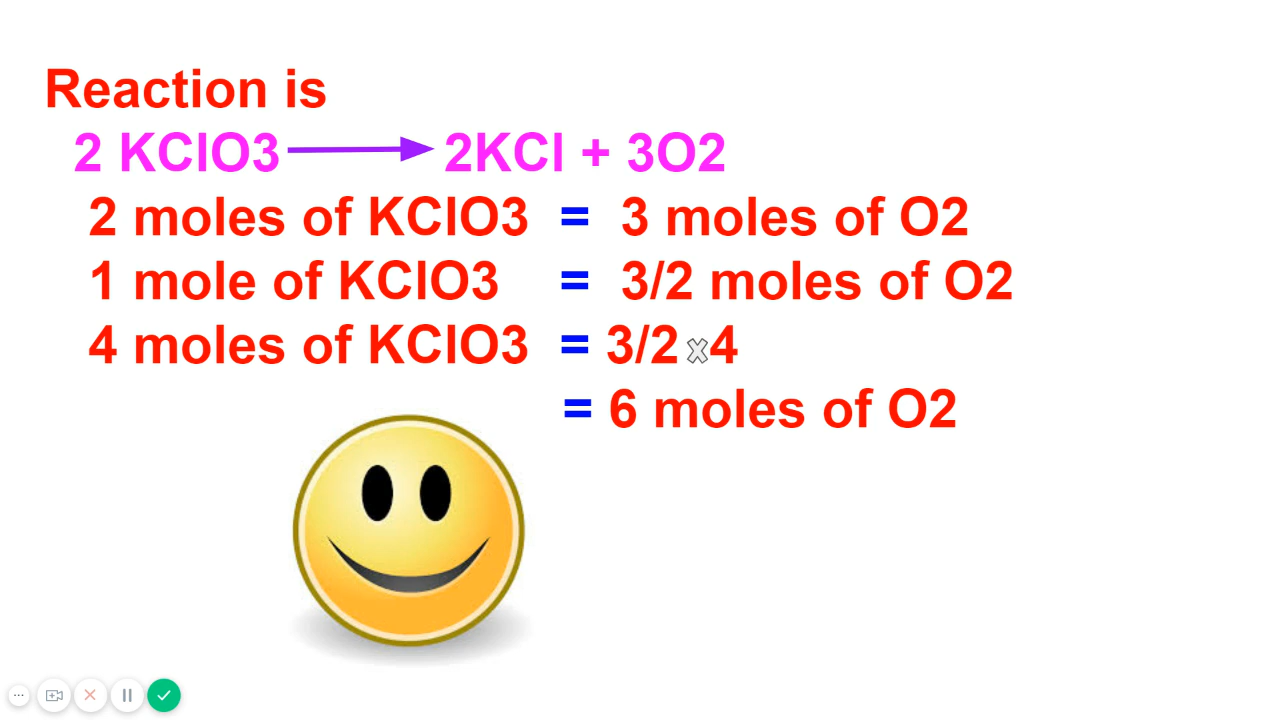 Reaction is
2 KClO3 → 2KCl + 3O2
2 moles of KClO3 = 3 moles of O2
1 mole of KClO3 = 3/2 moles of O2
4 moles of KClO3 = 3/2 x 4
= 6 moles of O2